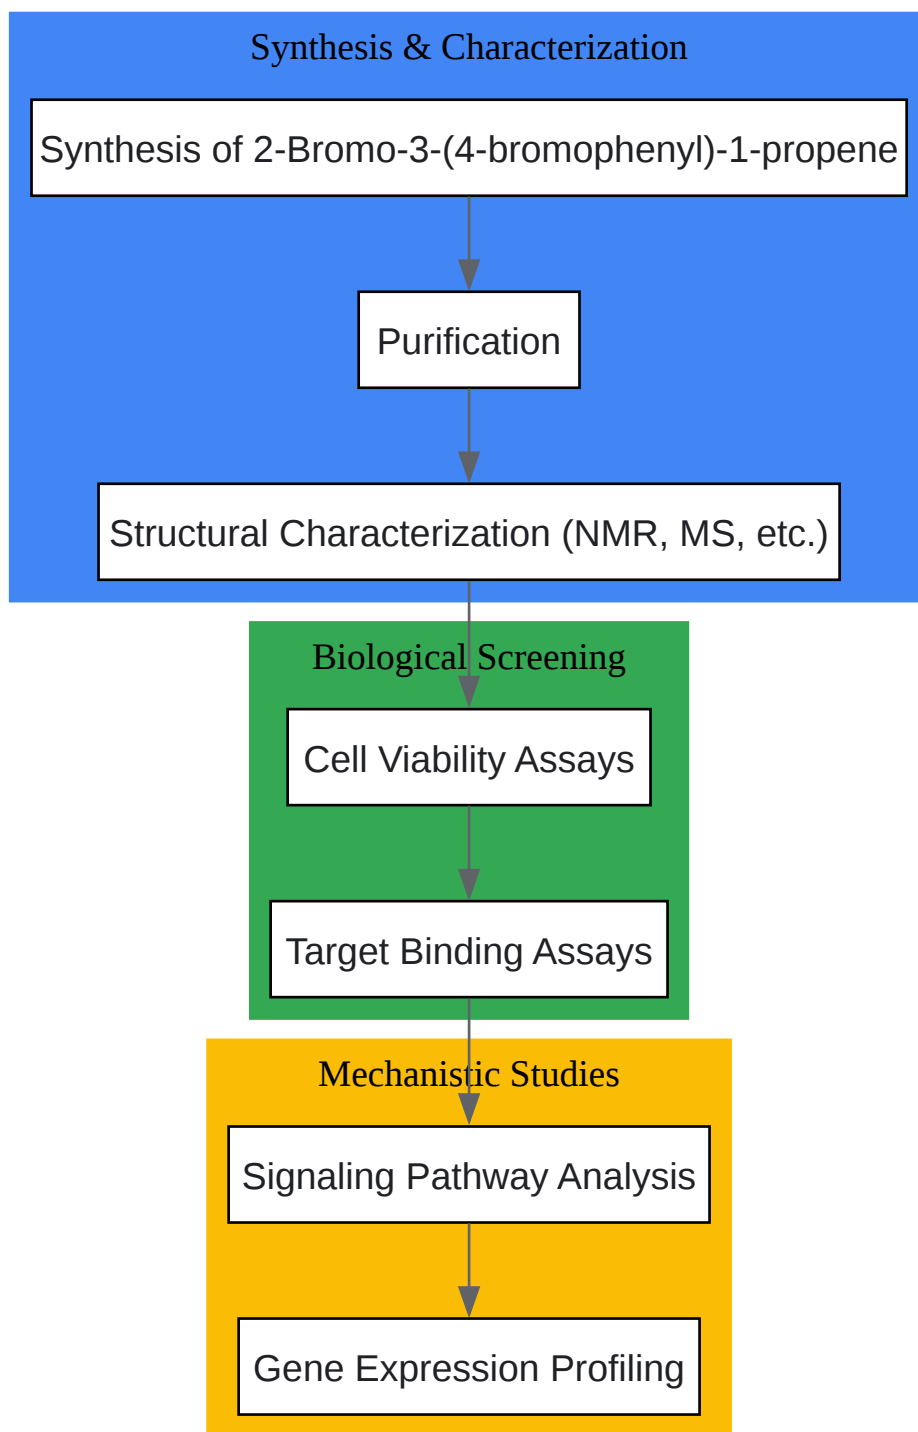 Synthesis & Characterization
Synthesis of 2-Bromo-3-(4-bromophenyl)-1-propene
Purification
Structural Characterization (NMR, MS, etc.)
Biological Screening
Cell Viability Assays
Target Binding Assays
Mechanistic Studies
Signaling Pathway Analysis
Gene Expression Profiling